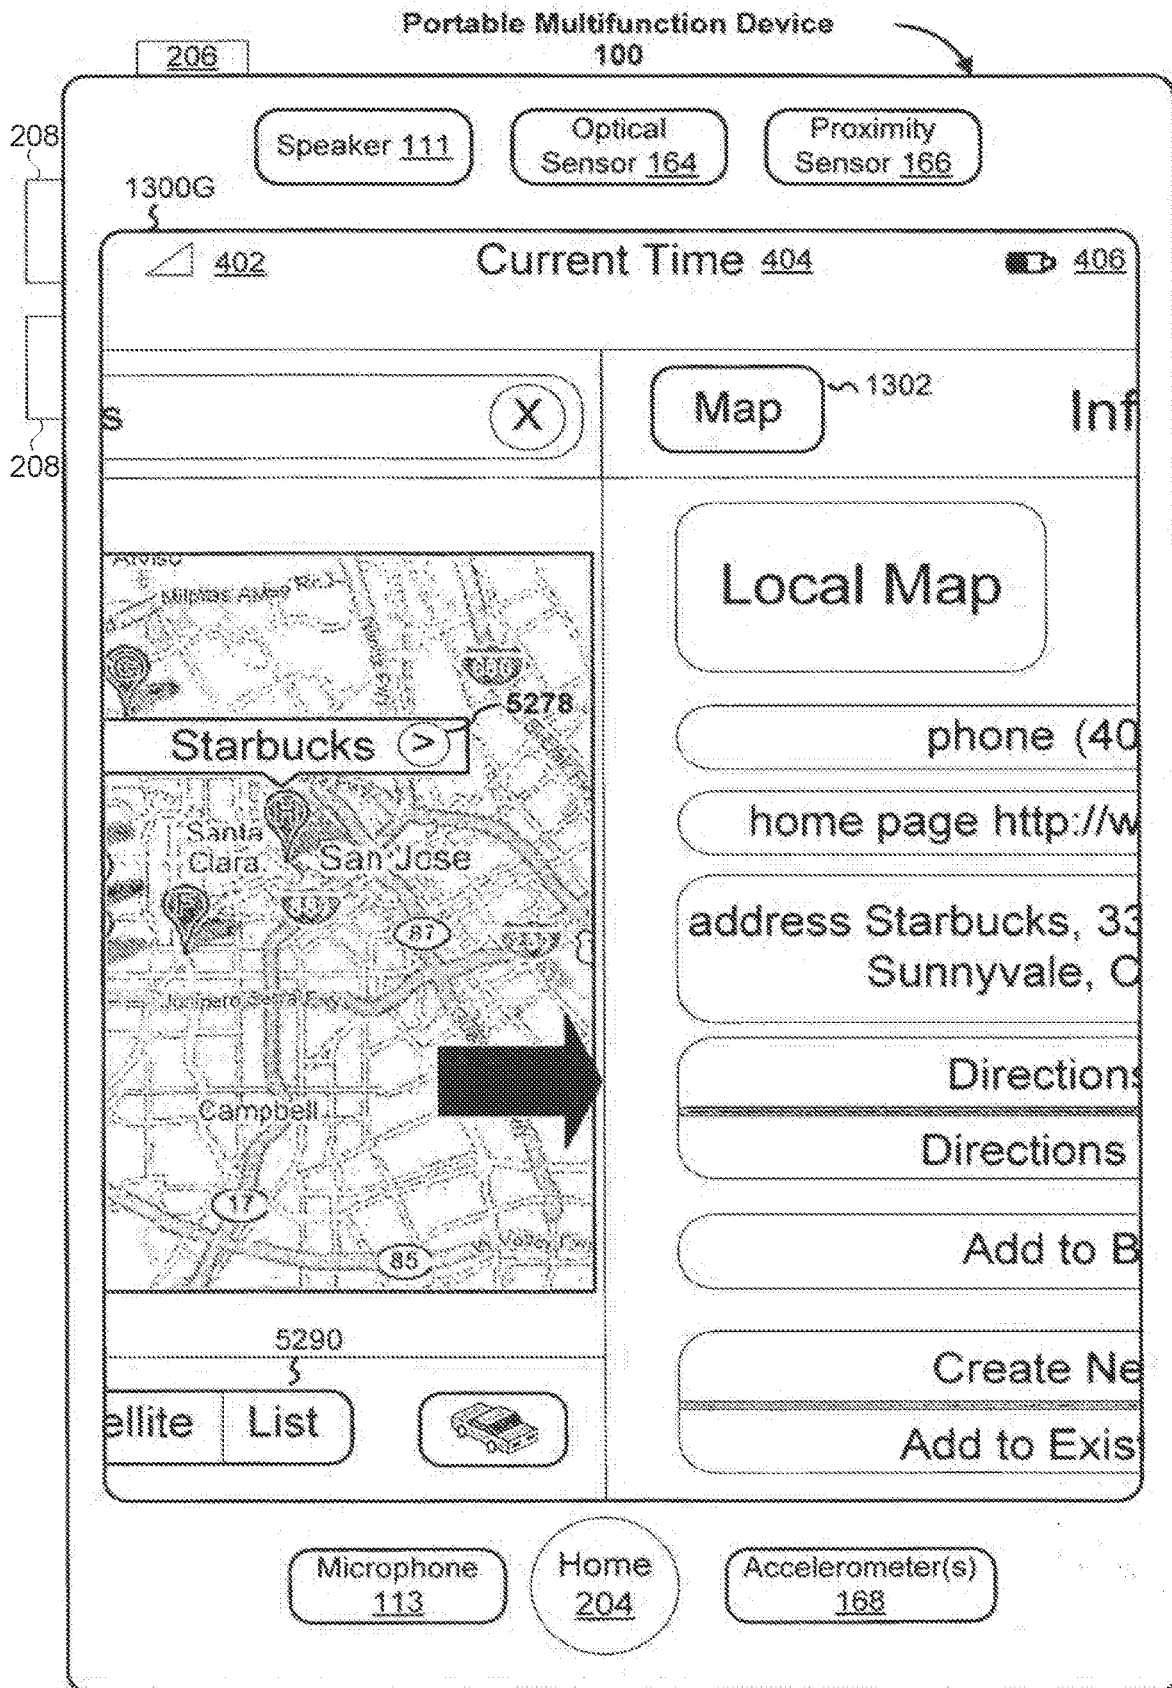 Portable Multifunction Device
100
206
208
208
Speaker 111
Optical
Sensor 164
Proximity
Sensor 166
1300G
402
Current Time 404
406
s
X
Map
1302
Inf
Local Map
5278
Starbucks >
Santa
Clara
San Jose
87
Campbell
17
85
phone (40
home page http://w
address Starbucks, 33
Sunnyvale, C
Directions
Directions
Add to B
Create Ne
Add to Exis
5290
ellite
List
Microphone
113
Home
204
Accelerometer(s)
168